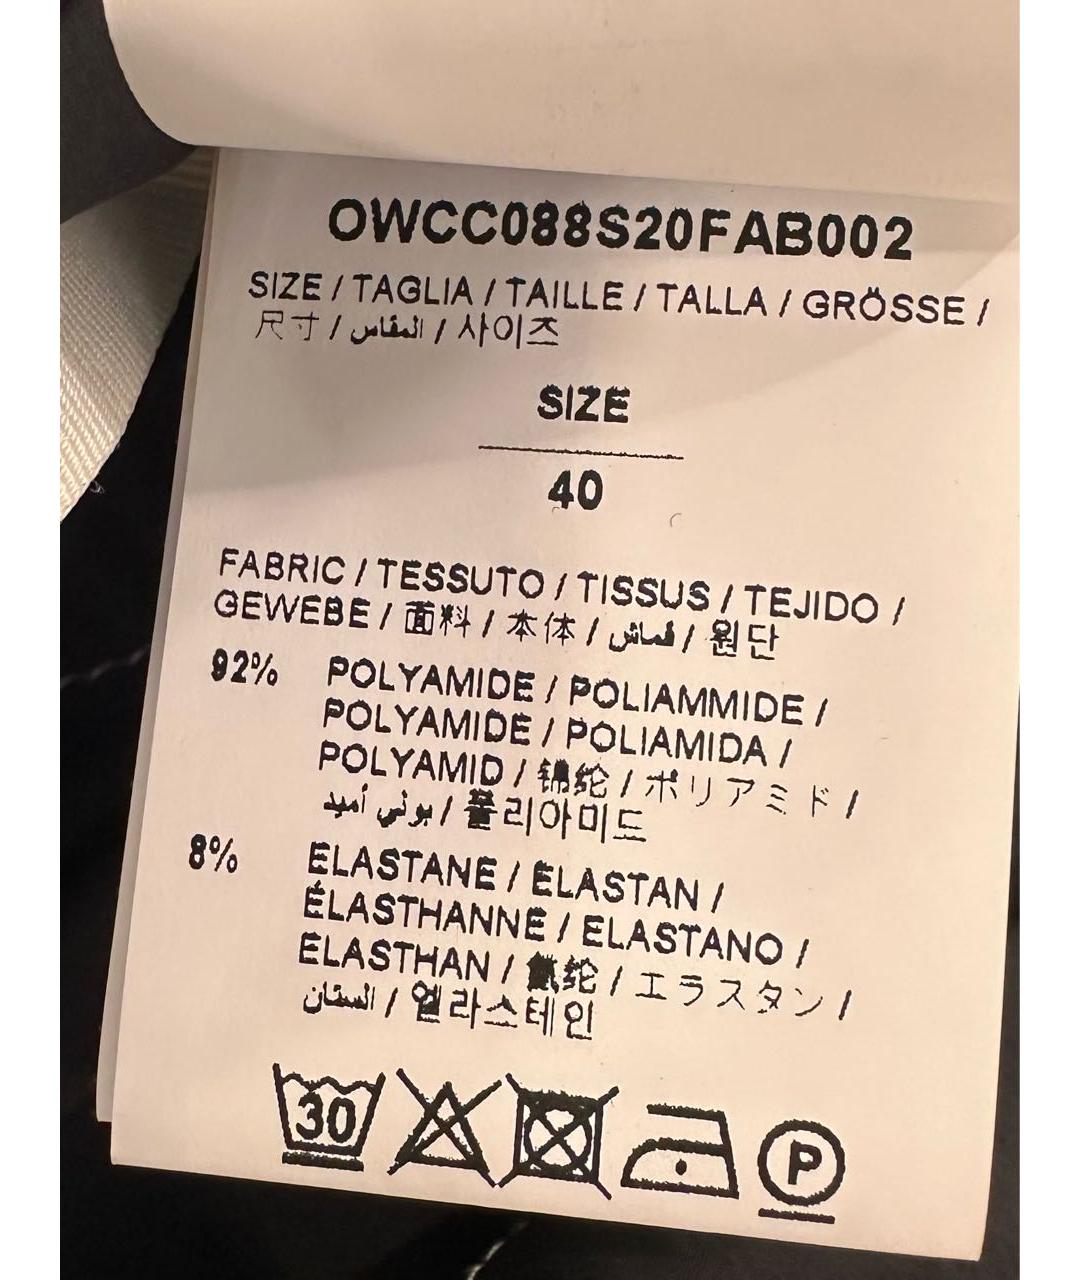 OWCC088S20FAB002
SIZE / TAGLIA / TAILLE / TALLA / GRÖSSE /
尺寸 / المقاس / 사이즈
SIZE
40
FABRIC / TESSUTO / TISSUS / TEJIDO /
GEWEBE / 面料 / 本体 / قماش / 원단
92% POLYAMIDE / POLIAMMIDE /
POLYAMIDE / POLIAMIDA /
POLYAMID / 锦纶 / ポリアミド /
بولي أميد / 폴리아미드
8% ELASTANE / ELASTAN /
ÉLASTHANNE / ELASTANO /
ELASTHAN / 氨纶 / エラスタン /
الستان / 엘라스테인
30
P